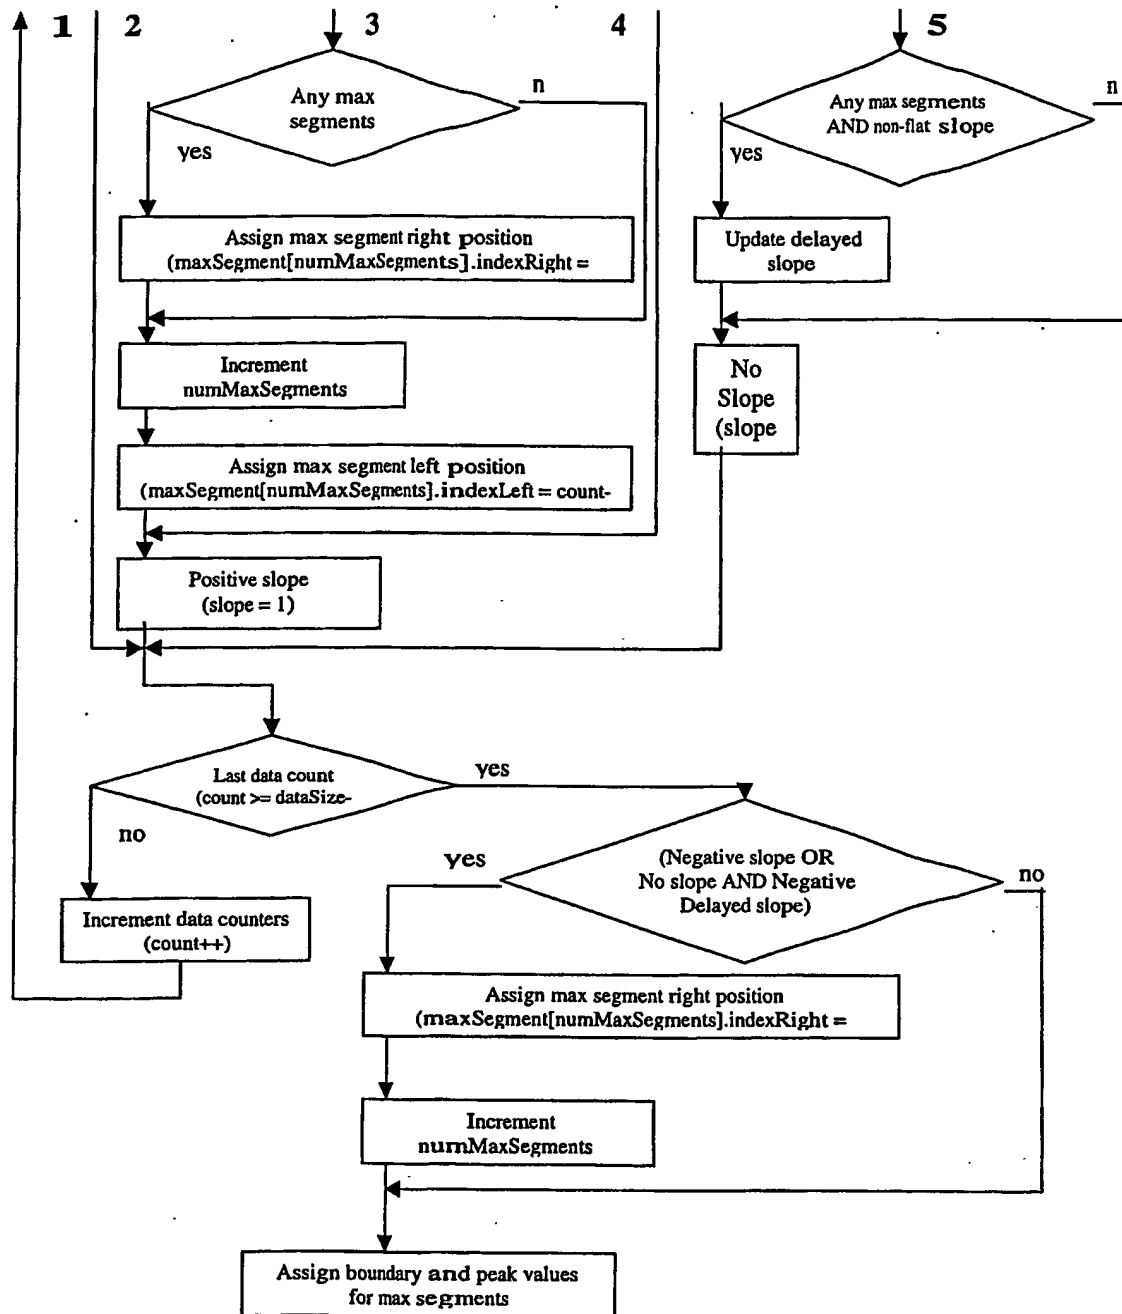 1 2 3 4 5
Any max
segments
n
yes
Any max segments
AND non-flat slope
n
yes
Assign max segment right position
(maxSegment[numMaxSegments].indexRight =
Update delayed
slope
Increment
numMaxSegments
No
Slope
(slope
Assign max segment left position
(maxSegment[numMaxSegments].indexLeft = count-
Positive slope
(slope = 1)
Last data count
(count >= dataSize-
yes
no
(Negative slope OR
No slope AND Negative
Delayed slope)
yes
no
Increment data counters
(count++)
Assign max segment right position
(maxSegment[numMaxSegments].indexRight =
Increment
numMaxSegments
Assign boundary and peak values
for max segments